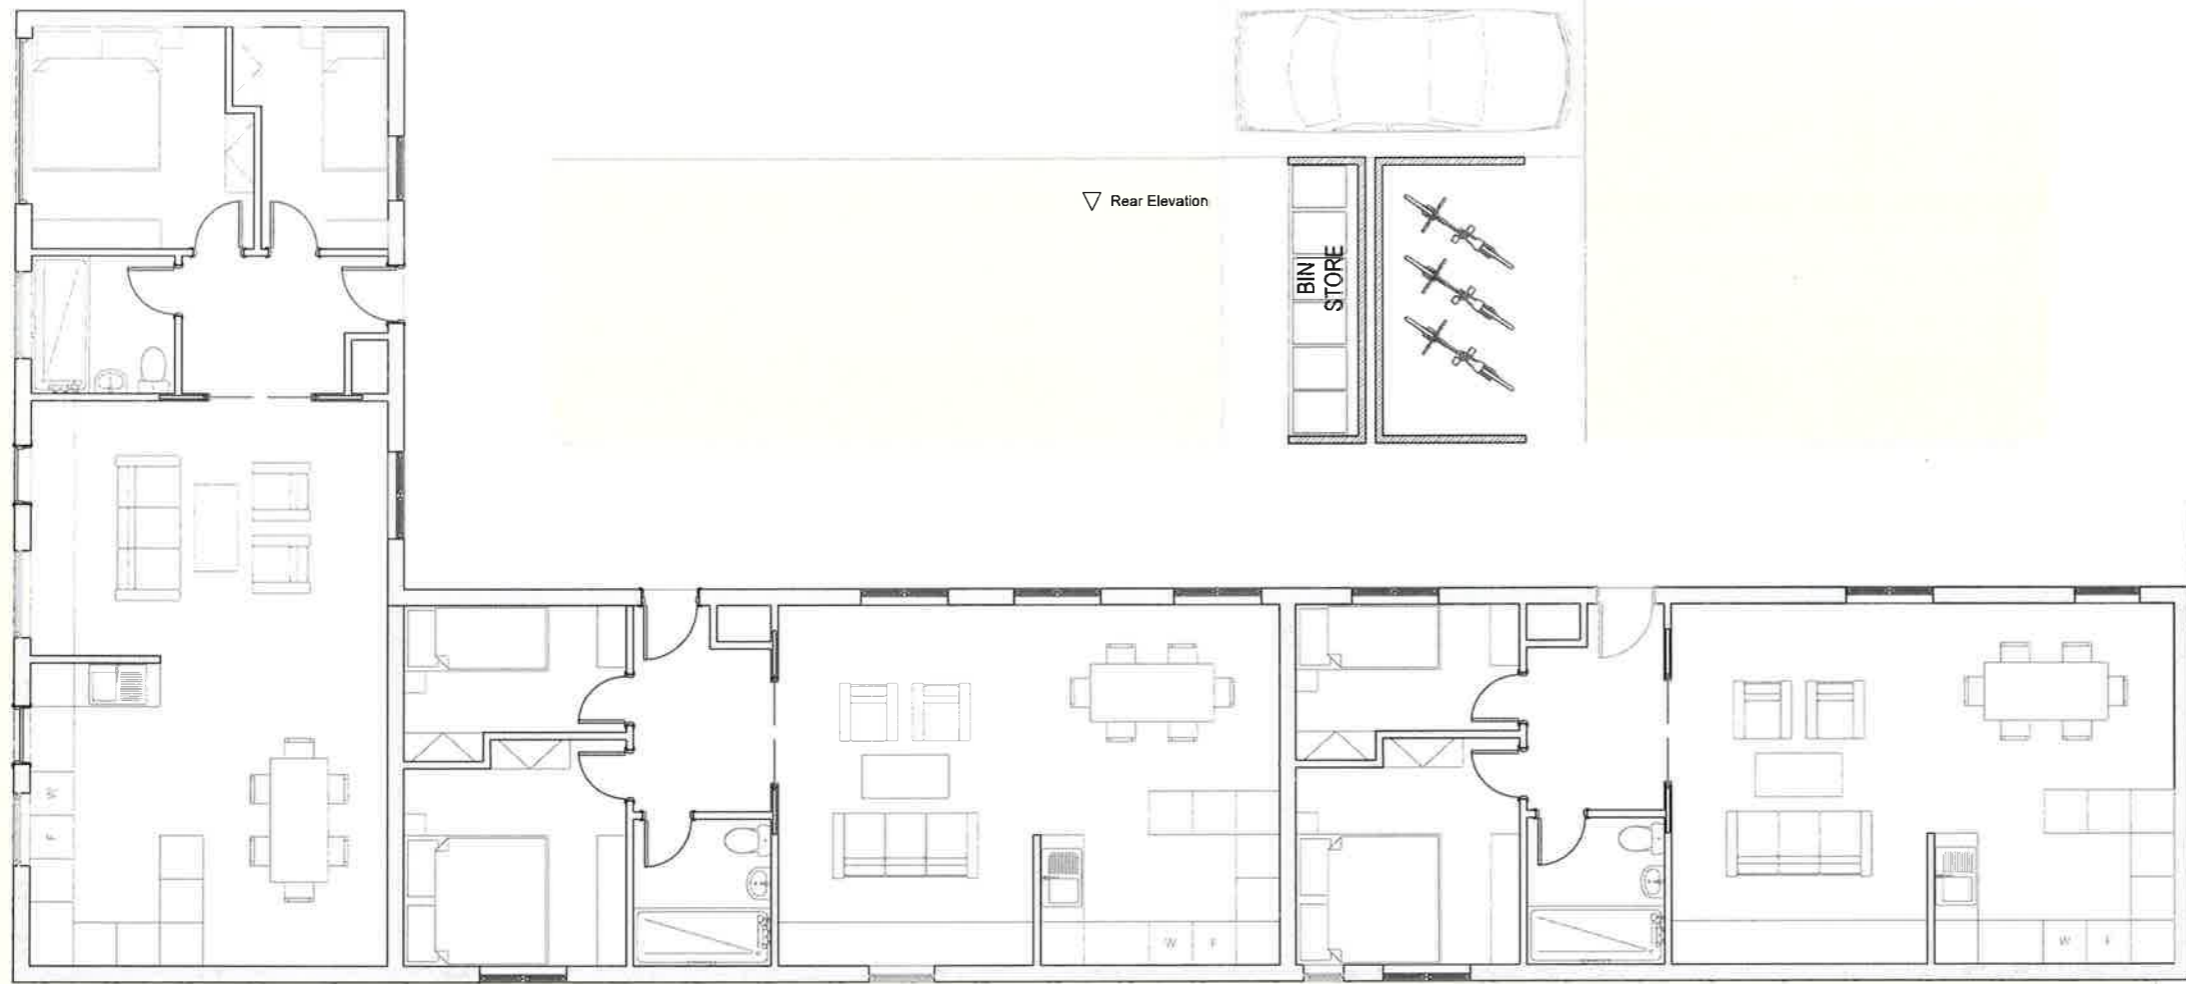 Rear Elevation
BIN
STORE
W
F
W F
W F